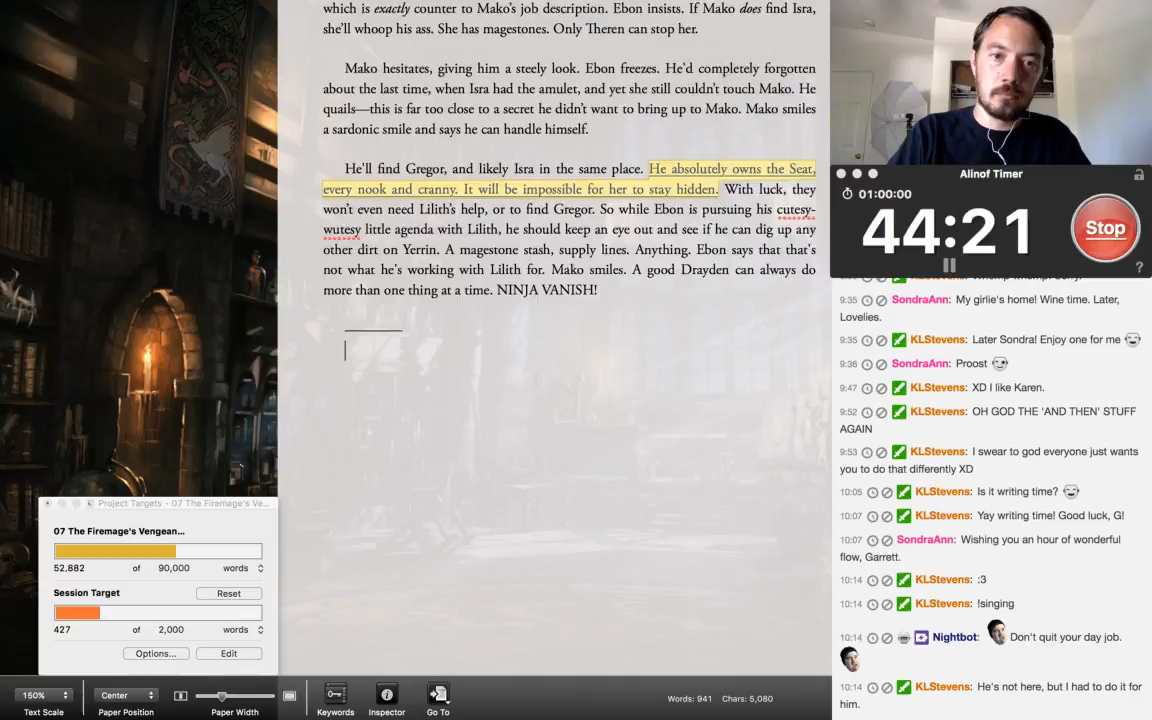 which is exactly counter to Mako's job description. Ebon insists. If Mako does find Isra,
she'll whoop his ass. She has magestones. Only Theren can stop her.
Mako hesitates, giving him a steely look. Ebon freezes. He'd completely forgotten
about the last time, when Isra had the amulet, and yet she still couldn't touch Mako. He
quails—this is far too close to a secret he didn't want to bring up to Mako. Mako smiles
a sardonic smile and says he can handle himself.
He'll find Gregor, and likely Isra in the same place. He absolutely owns the Seat,
every nook and cranny. It will be impossible for her to stay hidden. With luck, they
won't even need Lilith's help, or to find Gregor. So while Ebon is pursuing his cutesy-
wutesy little agenda with Lilith, he should keep an eye out and see if he can dig up any
other dirt on Yerrin. A magestone stash, supply lines. Anything. Ebon says that that's
not what he's working with Lilith for. Mako smiles. A good Drayden can always do
more than one thing at a time. NINJA VANISH!
Project Targets - 07 The Firemage's Ve...
07 The Firemage's Vengean...
52,882 of 90,000 words
Session Target Reset
427 of 2,000 words
Options... Edit
150% Center
Text Scale Paper Position Paper Width Keywords Inspector Go To
Words: 941 Chars: 5,080
Alinof Timer
01:00:00
44:21
Stop
?
9:35 SondraAnn: My girlie's home! Wine time. Later,
Lovelies.
9:35 KLStevens: Later Sondra! Enjoy one for me
9:36 SondraAnn: Proost
9:47 KLStevens: XD I like Karen.
9:52 KLStevens: OH GOD THE 'AND THEN' STUFF
AGAIN
9:53 KLStevens: I swear to god everyone just wants
you to do that differently XD
10:05 KLStevens: Is it writing time?
10:07 KLStevens: Yay writing time! Good luck, G!
10:07 SondraAnn: Wishing you an hour of wonderful
flow, Garrett.
10:14 KLStevens: :3
10:14 KLStevens: !singing
10:14 Nightbot: Don't quit your day job.
10:14 KLStevens: He's not here, but I had to do it for
him.